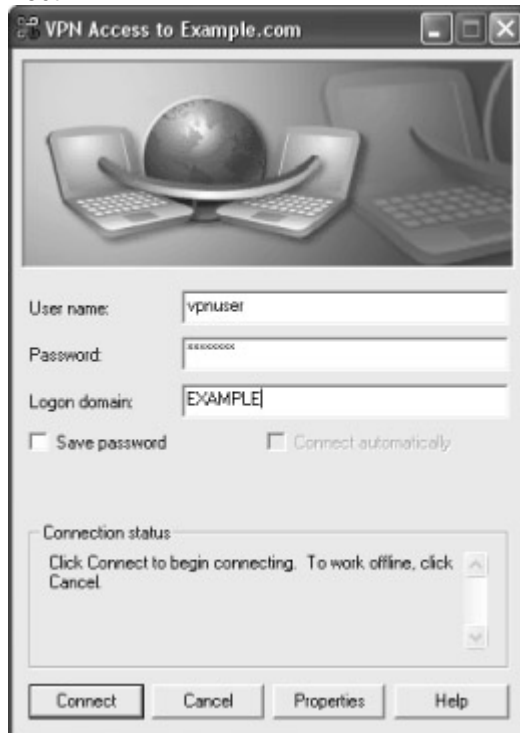 VPN Access to Example.com
User name:
vpnuser
Password:
********
Logon domain:
EXAMPLE
Save password
Connect automatically
Connection status
Click Connect to begin connecting. To work offline, click
Cancel.
Connect
Cancel
Properties
Help